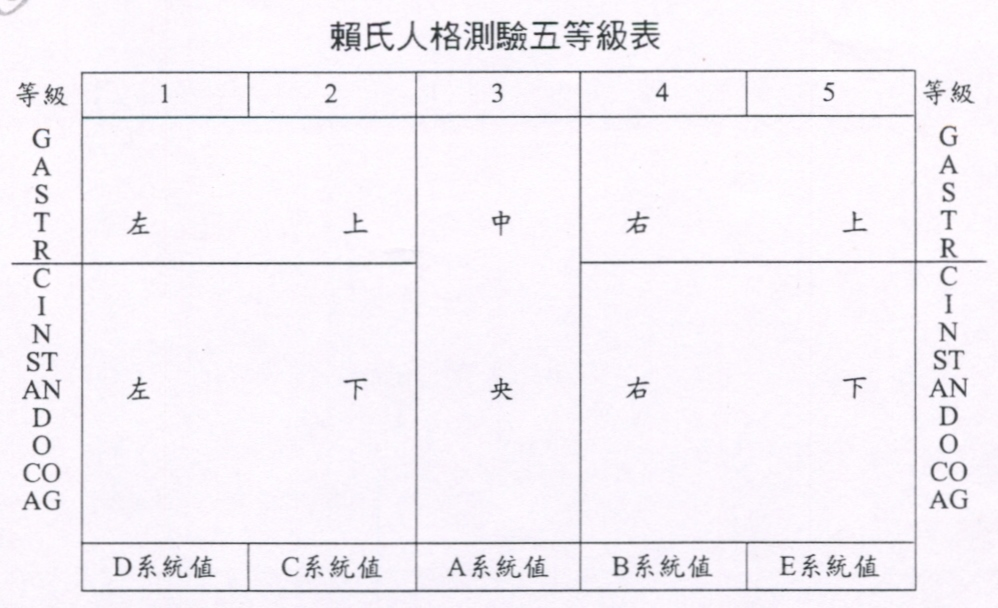 賴氏人格測驗五等級表
等級 1 2 3 4 5 等級
G G
A A
S S
T 左 上 中 右 上 T
R R
C C
I I
N N
ST ST
AN 左 下 央 右 下 AN
D D
O O
CO CO
AG AG
D系統值 C系統值 A系統值 B系統值 E系統值